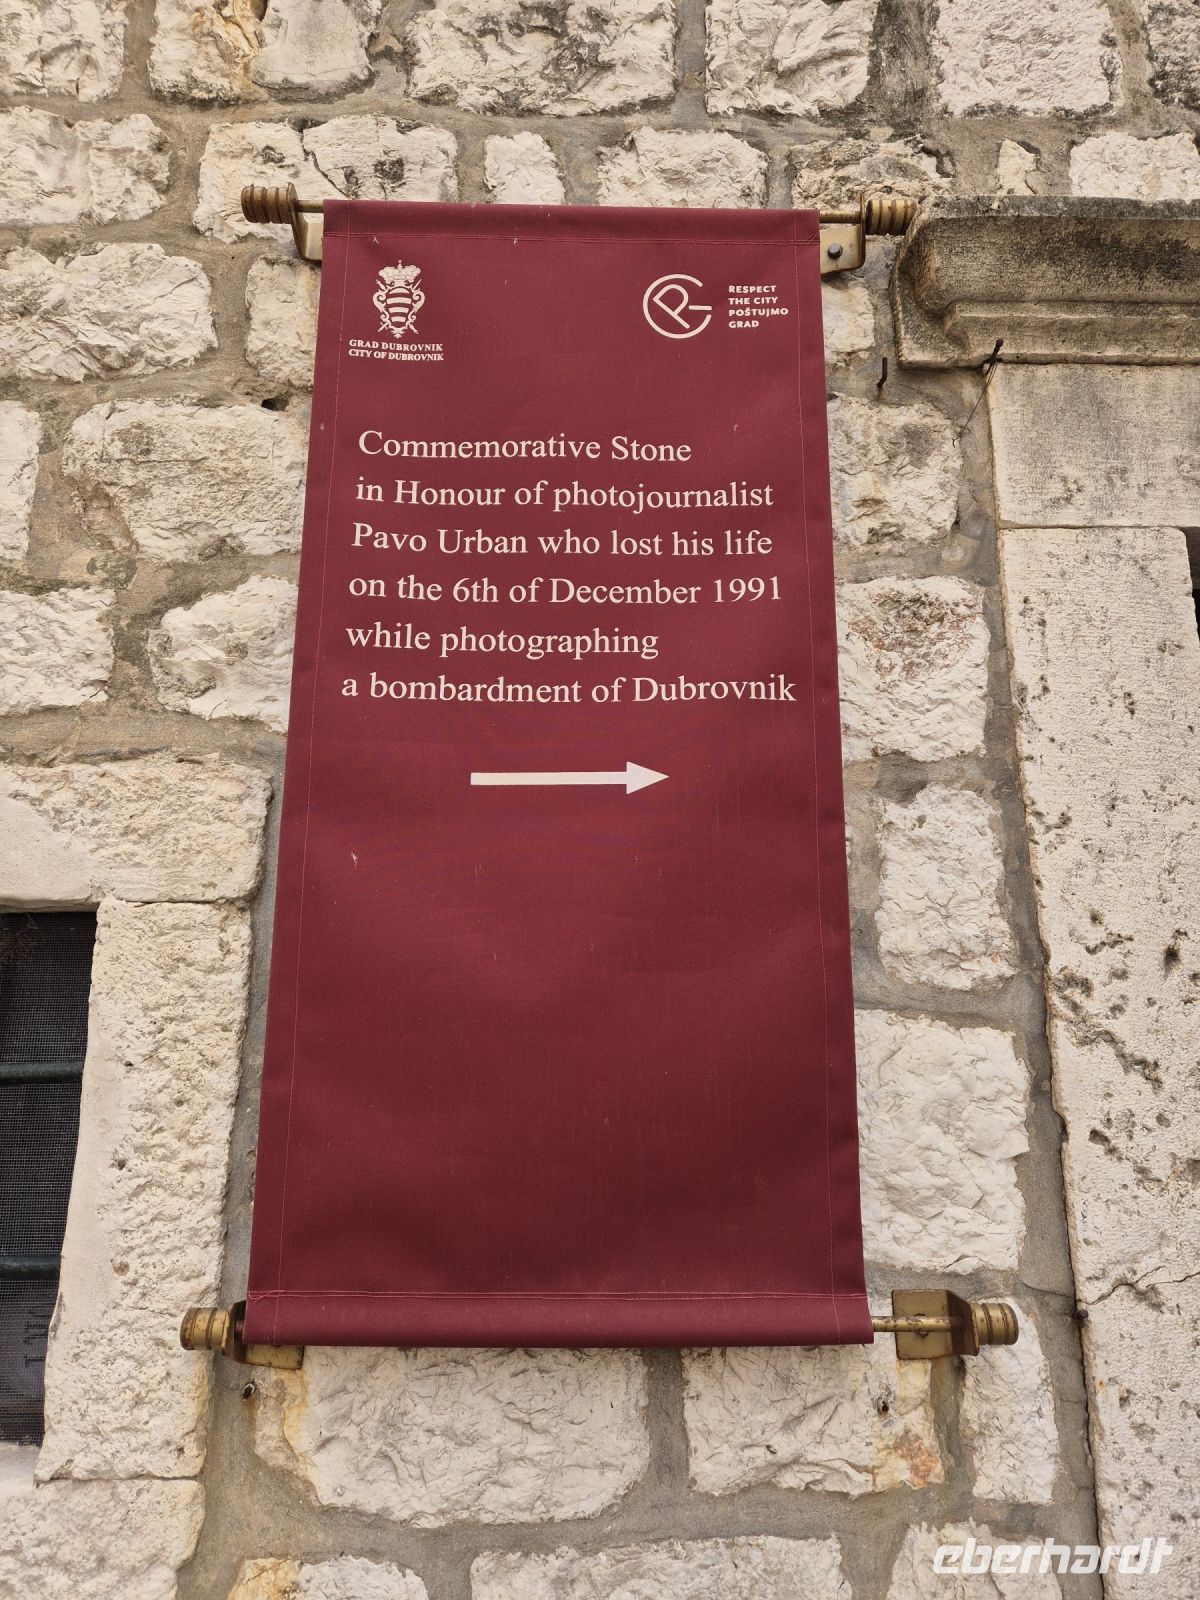 GRAD DUBROVNIK
CITY OF DUBROVNIK
RESPECT
THE CITY
POŠTUJMO
GRAD
Commemorative Stone
in Honour of photojournalist
Pavo Urban who lost his life
on the 6th of December 1991
while photographing
a bombardment of Dubrovnik
eberhardt